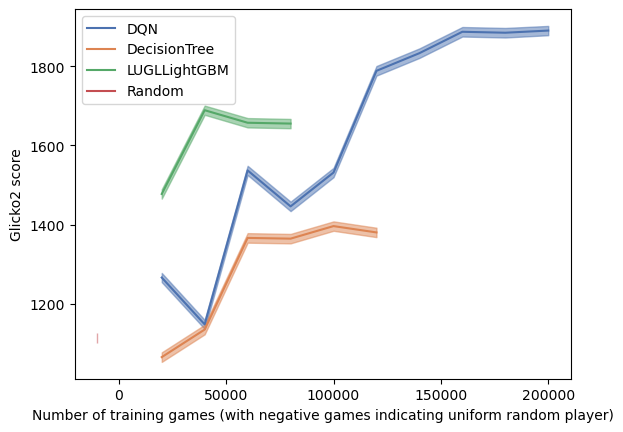 DQN
DecisionTree
LUGLLightGBM
Random
Glicko2 score
1800
1600
1400
1200
0 50000 100000 150000 200000
Number of training games (with negative games indicating uniform random player)